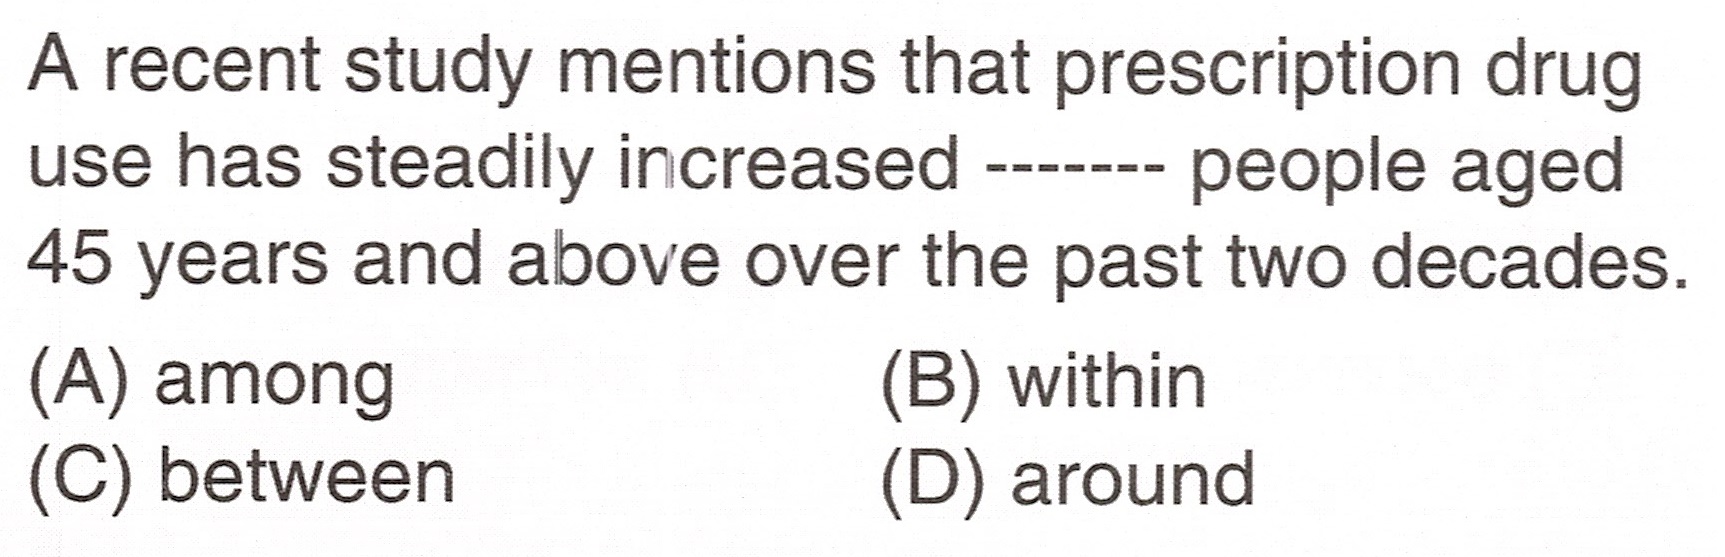 A recent study mentions that prescription drug
use has steadily increased ------- people aged
45 years and above over the past two decades.
(A) among (B) within
(C) between (D) around